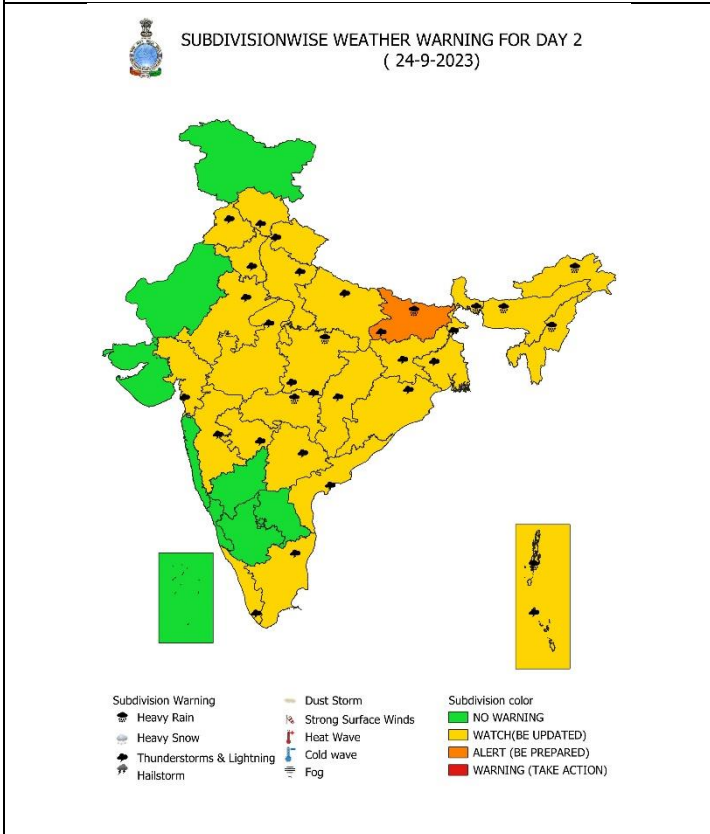 SUBDIVISIONWISE WEATHER WARNING FOR DAY 2
( 24-9-2023)
Subdivision Warning
Heavy Rain
Heavy Snow
Thunderstorms & Lightning
Hailstorm
Dust Storm
Strong Surface Winds
Heat Wave
Cold wave
Fog
Subdivision color
NO WARNING
WATCH(BE UPDATED)
ALERT (BE PREPARED)
WARNING (TAKE ACTION)